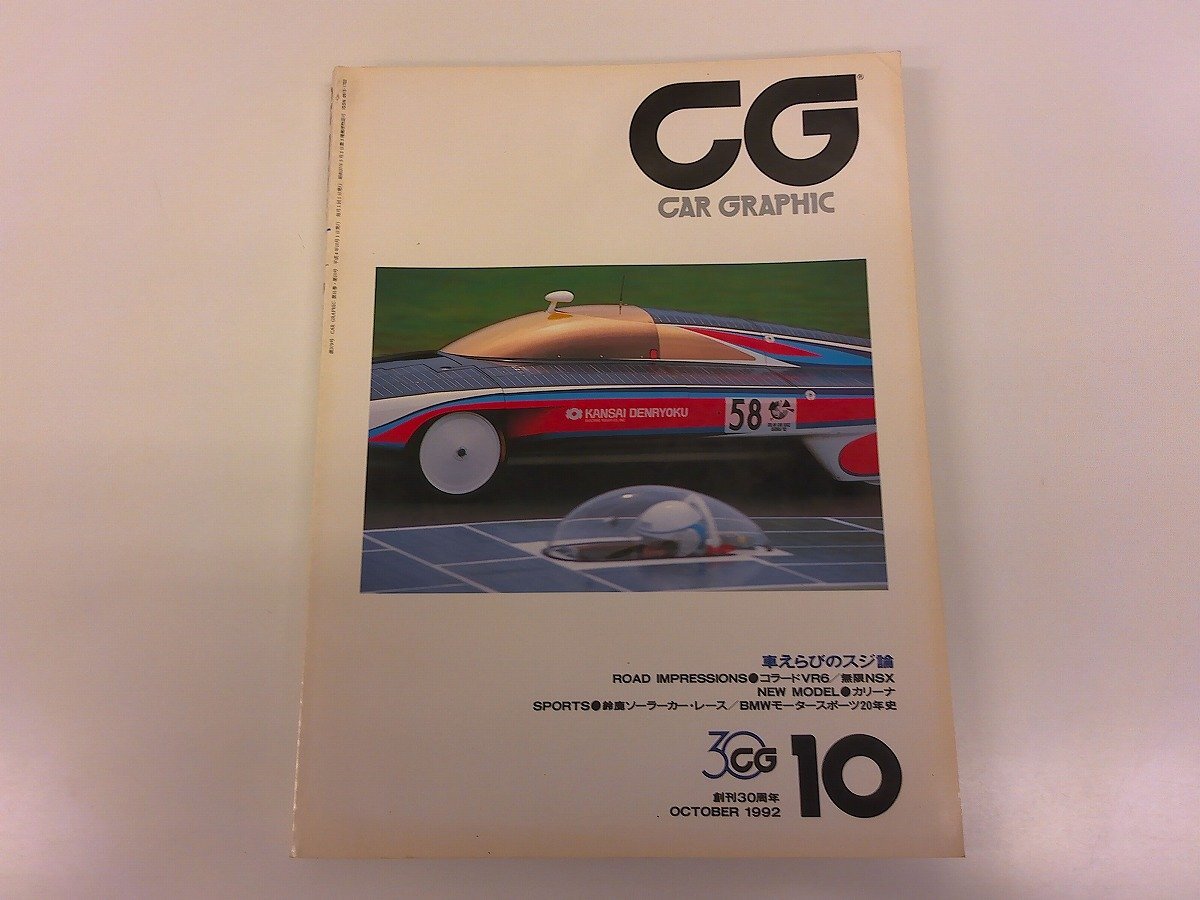 CG
CAR GRAPHIC
KANSAI DENRYOKU
58
車えらびのスジ論
ROAD IMPRESSIONS●コラードVR6／無限NSX
NEW MODEL●カリーナ
SPORTS●鈴鹿ソーラーカー・レース／BMWモータースポーツ20年史
30 CG
創刊30周年
OCTOBER 1992
10